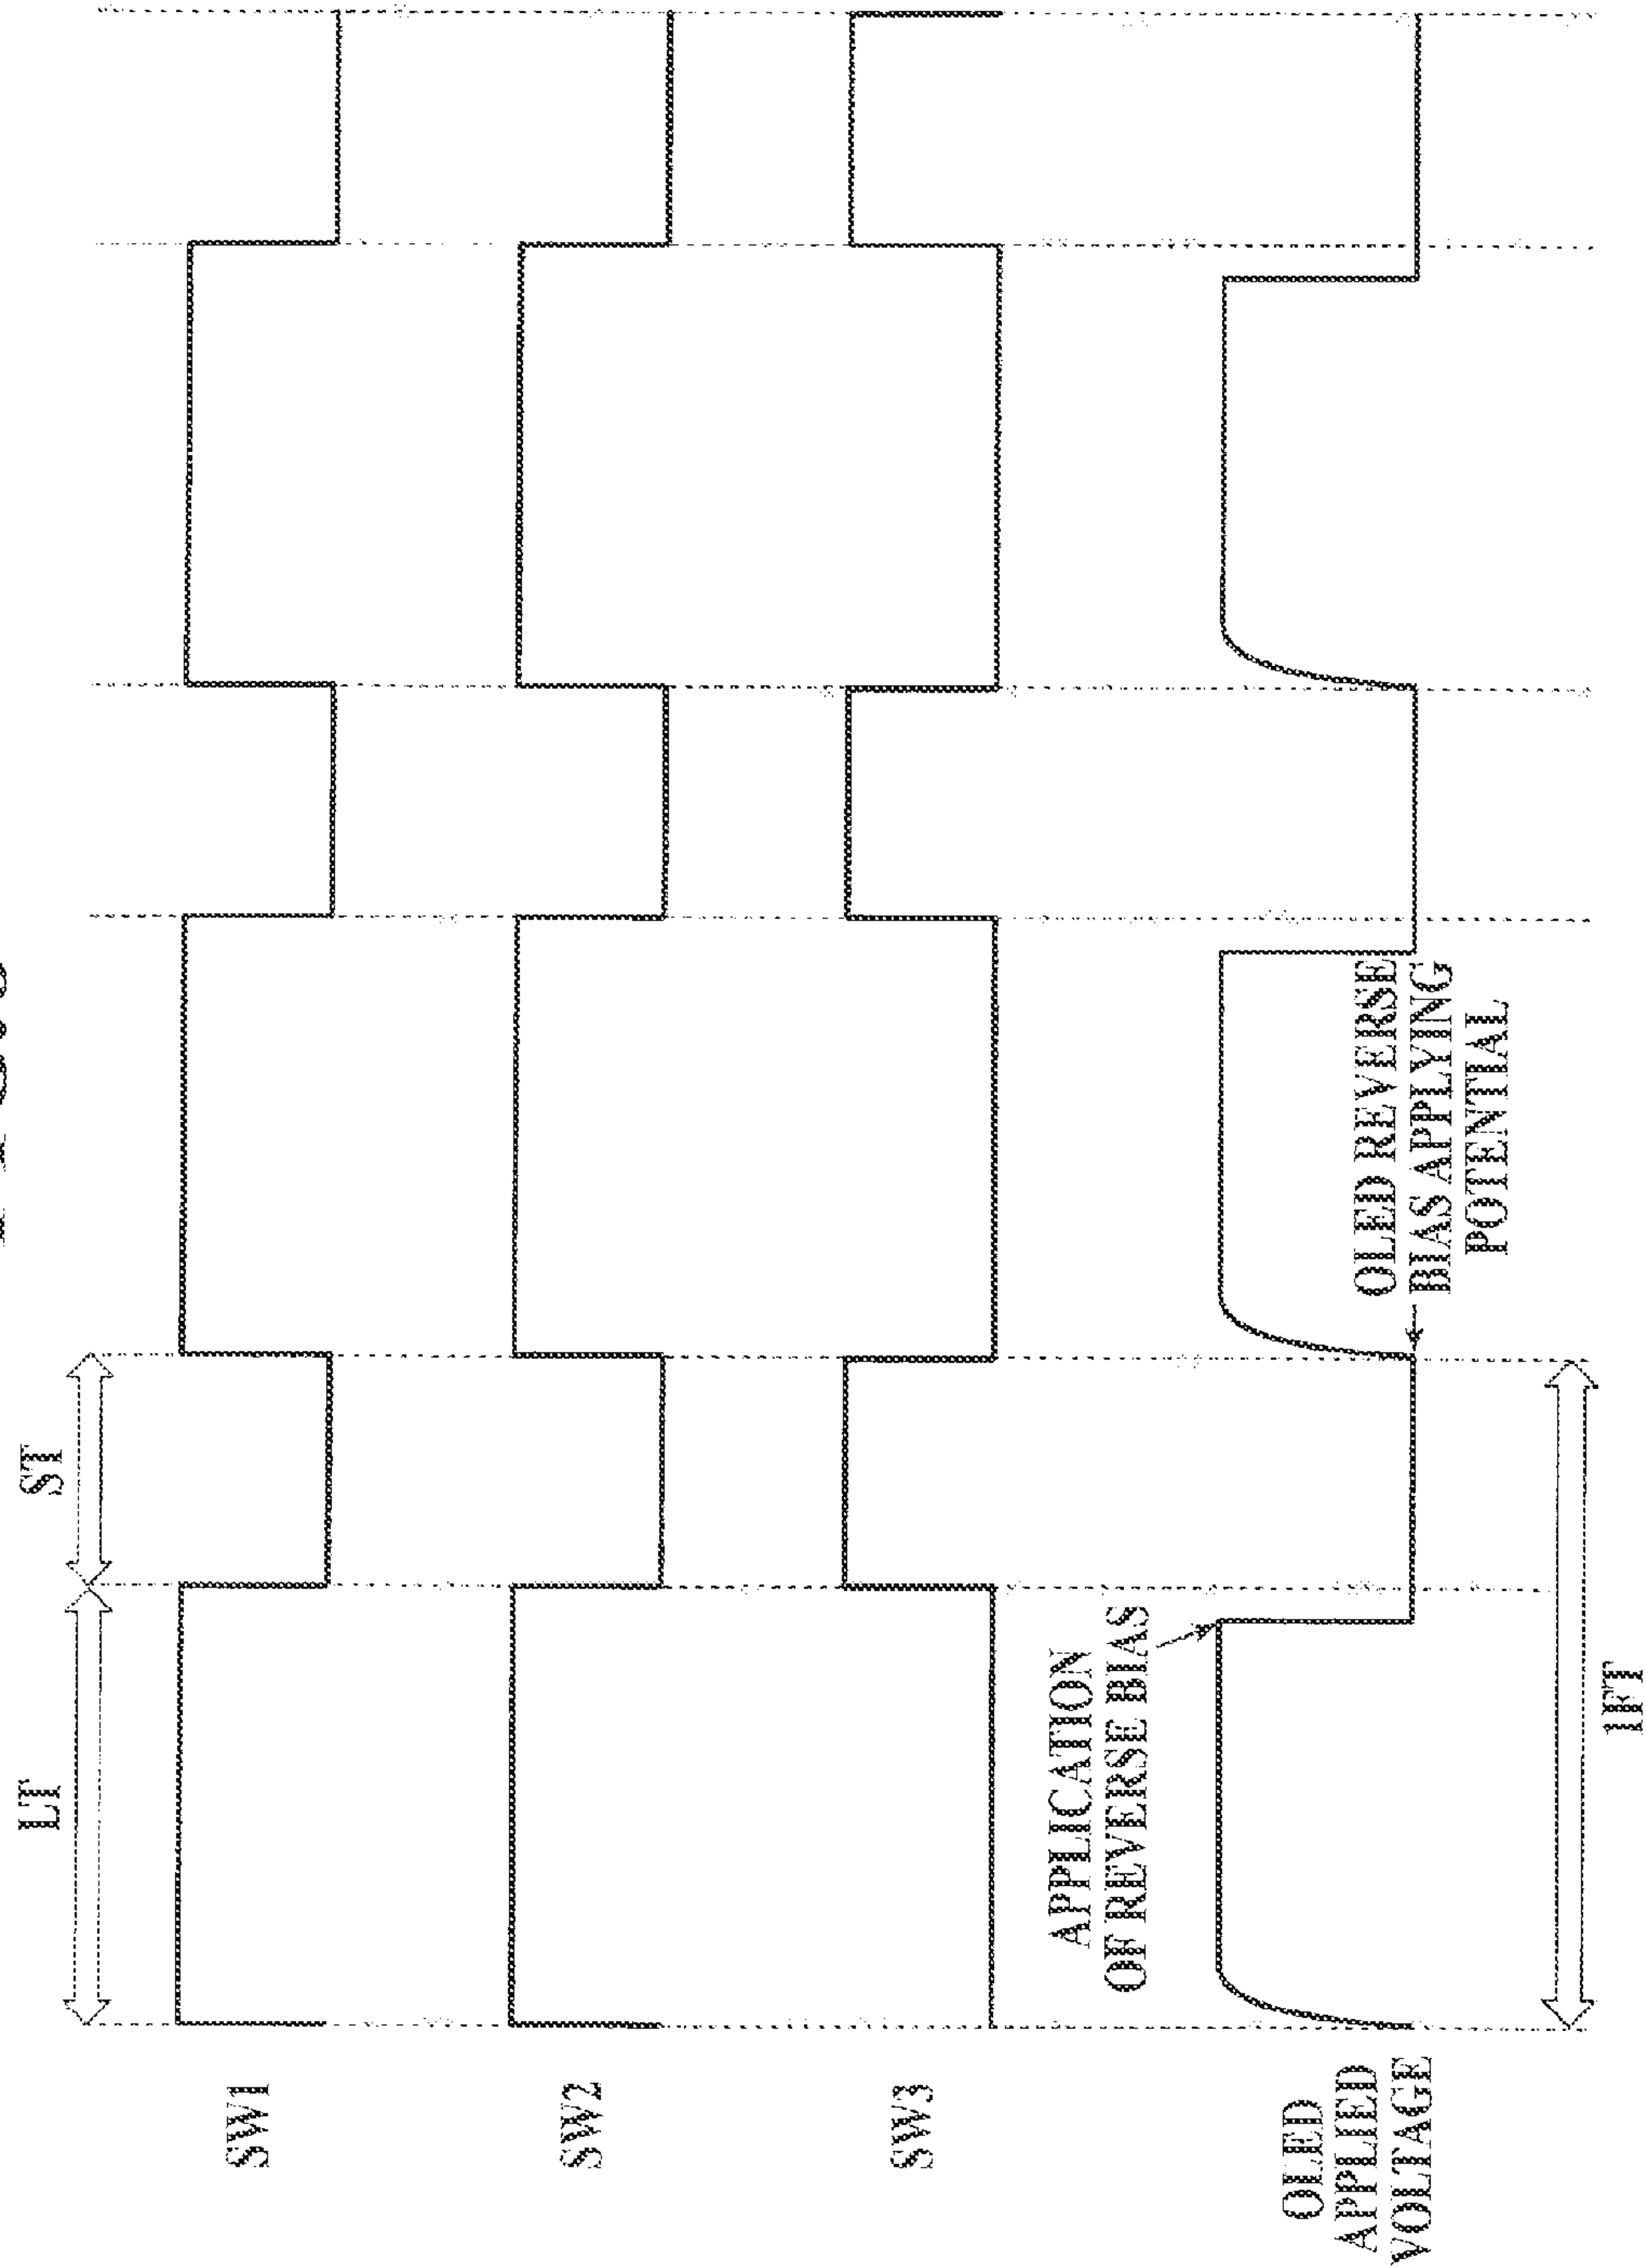 LT
ST
SW1
SW2
SW3
APPLICATION
OF REVERSE BIAS
OLED REVERSE
BIAS APPLYING
POTENTIAL
OLED
APPLIED
VOLTAGE
1FT